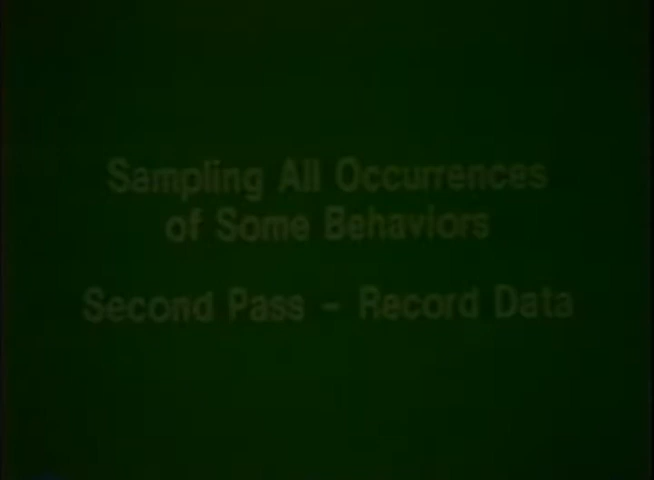 Sampling All Occurrences
of Some Behaviors
Second Pass - Record Data